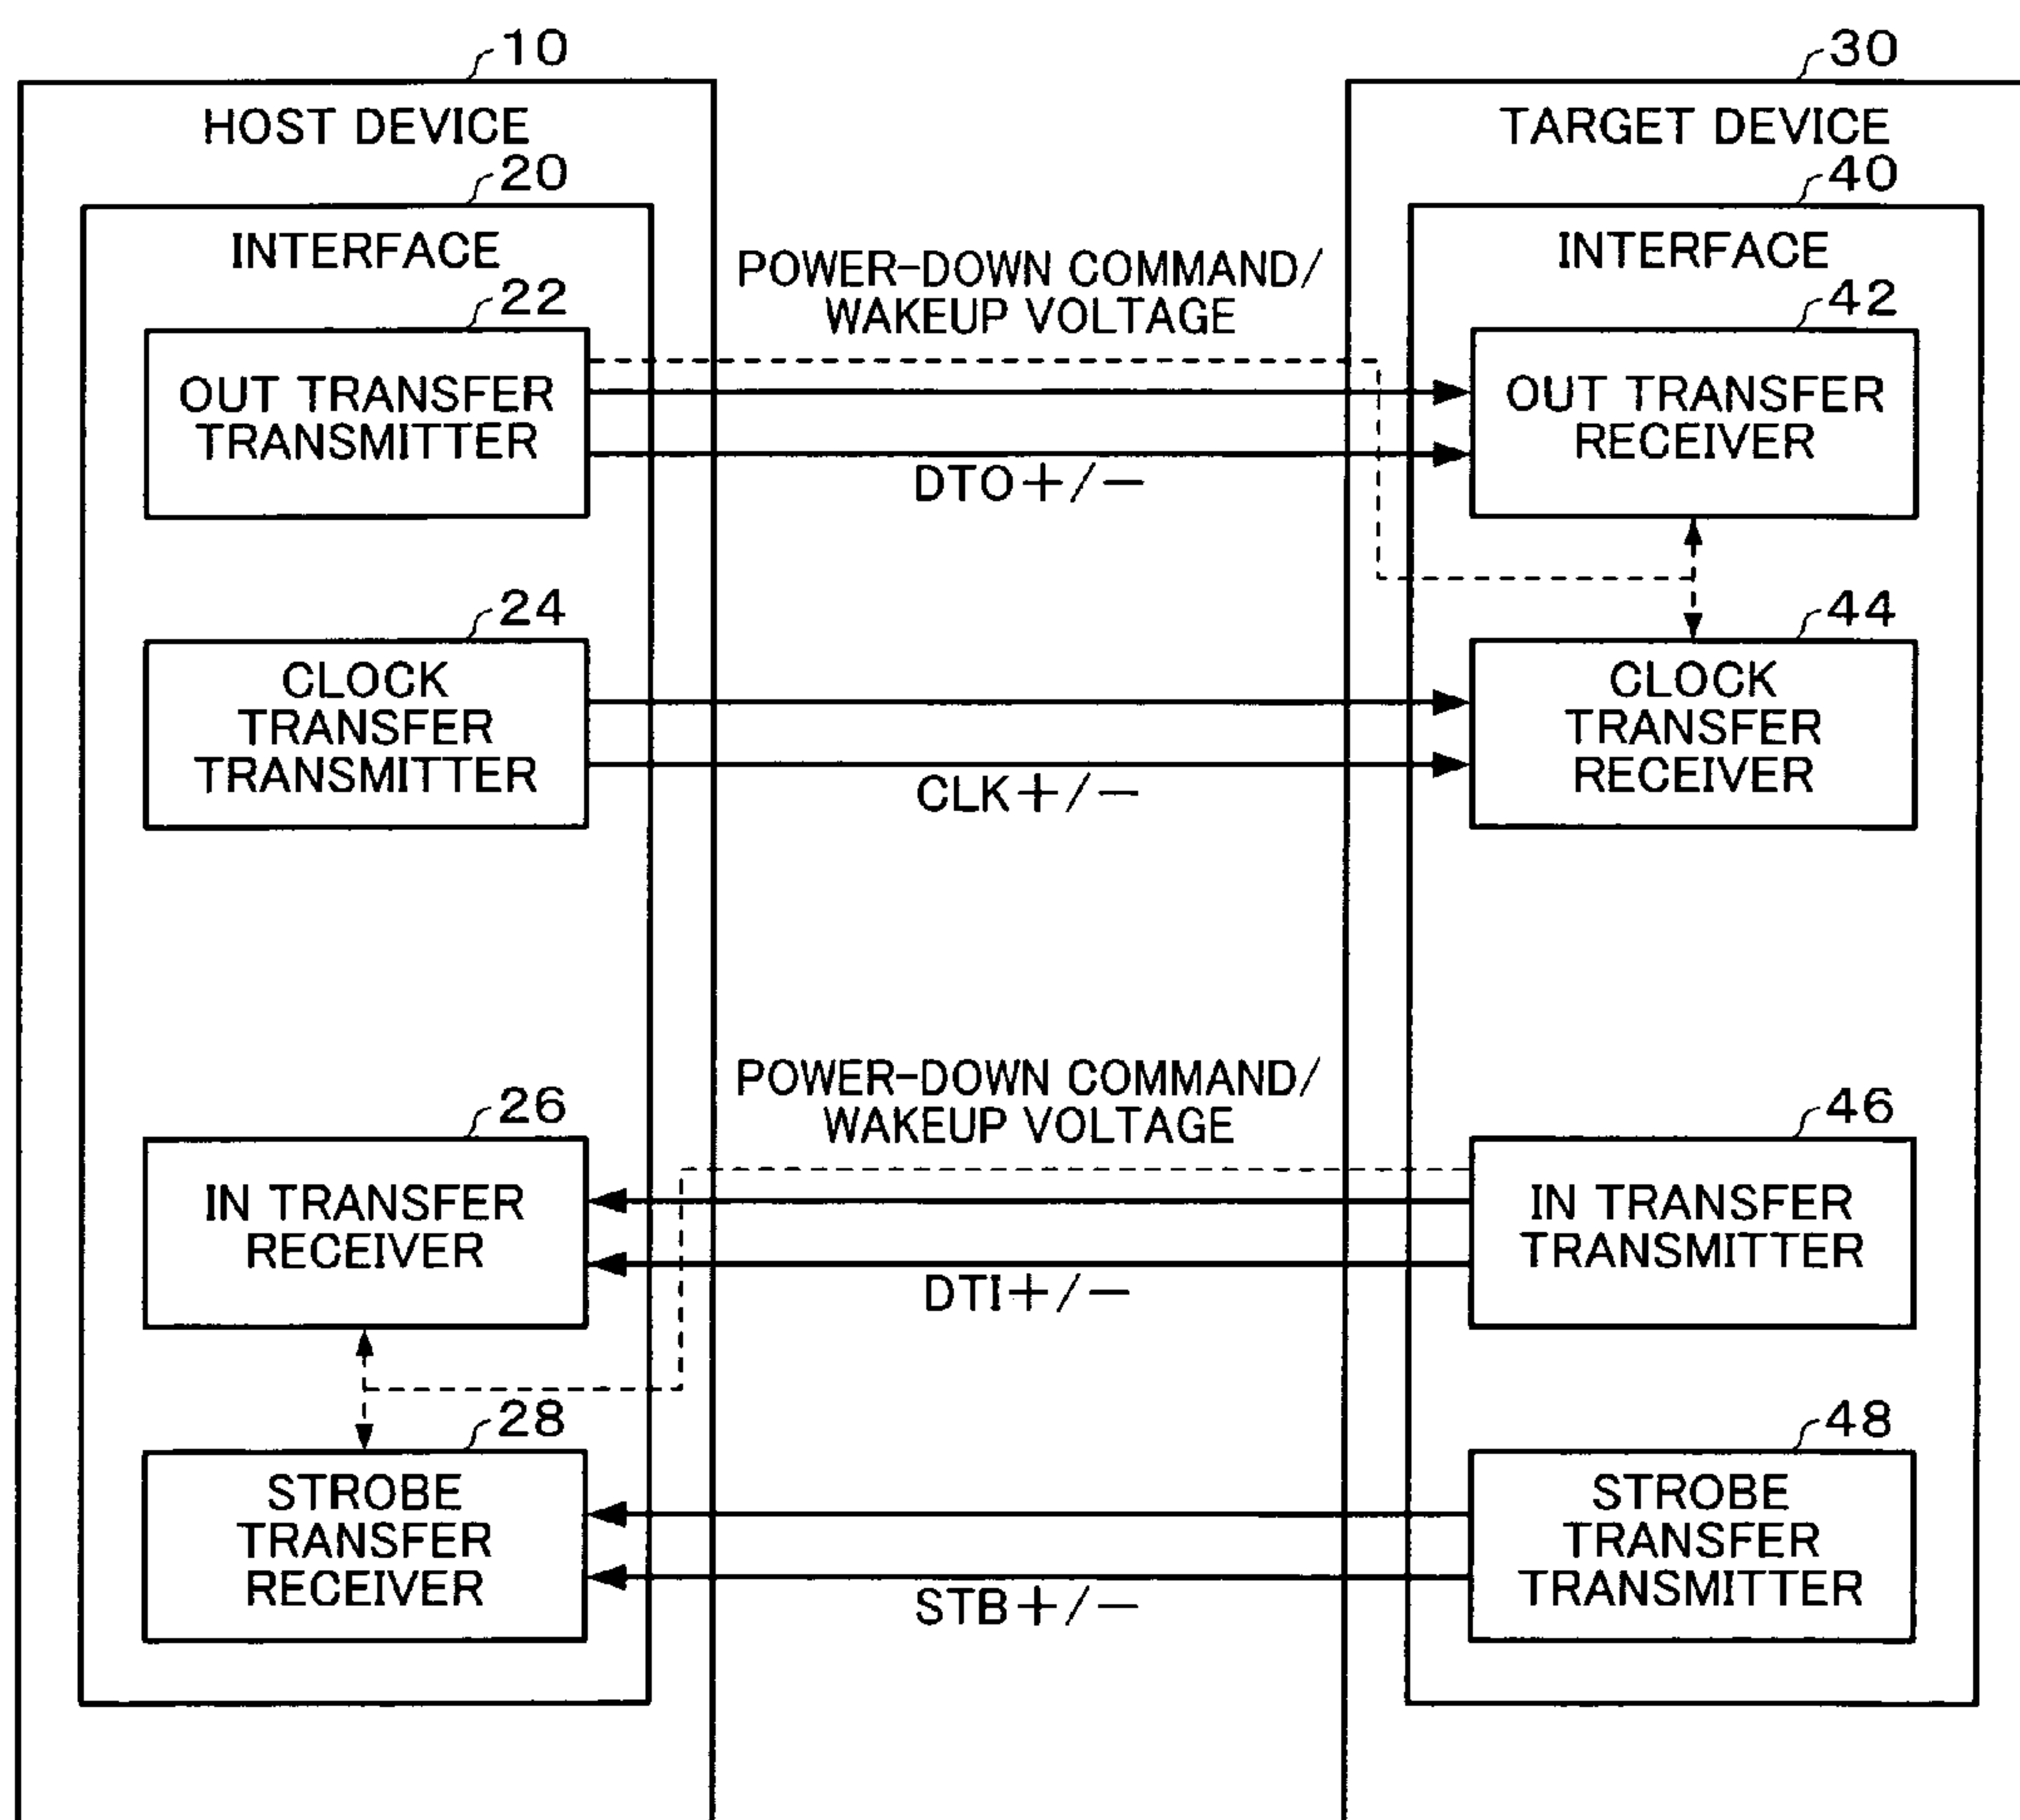 10
HOST DEVICE
20
INTERFACE
22
OUT TRANSFER
TRANSMITTER
24
CLOCK
TRANSFER
TRANSMITTER
26
IN TRANSFER
RECEIVER
28
STROBE
TRANSFER
RECEIVER
POWER-DOWN COMMAND/
WAKEUP VOLTAGE
DTO+/-
CLK+/-
POWER-DOWN COMMAND/
WAKEUP VOLTAGE
DTI+/-
STB+/-
30
TARGET DEVICE
40
INTERFACE
42
OUT TRANSFER
RECEIVER
44
CLOCK
TRANSFER
RECEIVER
46
IN TRANSFER
TRANSMITTER
48
STROBE
TRANSFER
TRANSMITTER